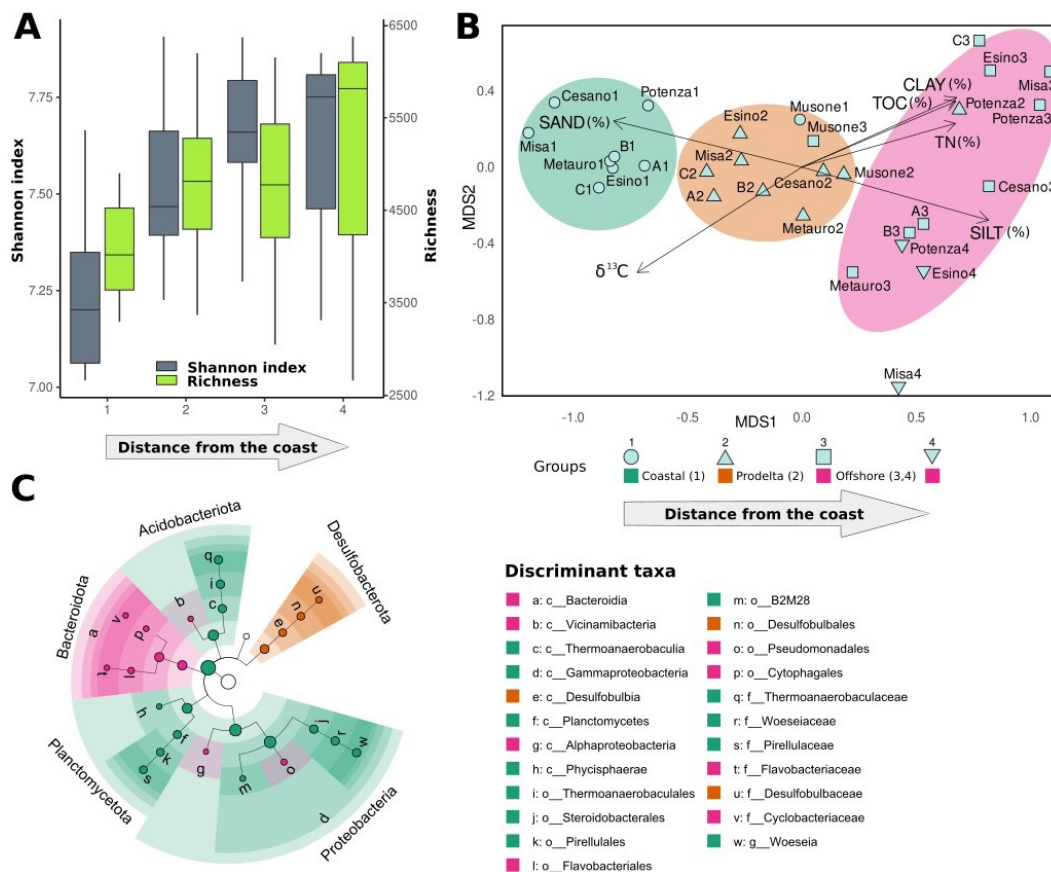 A
Shannon index
7.75
7.50
7.25
7.00
6500
5500
4500
3500
2500
Richness
Shannon index
Richness
1 2 3 4
Distance from the coast
B
MDS2
0.4
0.0
-0.4
-0.8
-1.2
C3
Esino3
Misa3
CLAY (%)
TOC (%)
Potenza2
Potenza3
TN (%)
Cesano1
Potenza1
SAND (%)
Misa1
B1
Metauro1
A1
Esino1
C1
Musone1
Esino2
Musone3
Misa2
C2
B2
Cesano2
Musone2
A2
Metauro2
Cesano3
A3
SILT (%)
B3
Potenza4
Esino4
Metauro3
δ¹³C
Misa4
-1.0 -0.5 0.0 0.5 1.0
MDS1
1 2 3 4
Groups
Coastal (1) Prodelta (2) Offshore (3,4)
Distance from the coast
C
Acidobacteriota
Desulfobacterota
Bacteroidota
Planctomycetota
Proteobacteria
q
i
c
b
u
n
e
a
v
p
t
l
h
f
k
s
g
m
o
j
r
w
d
Discriminant taxa
a: c__Bacteroidia
b: c__Vicinamibacteria
c: c__Thermoanaerobaculia
d: c__Gammaproteobacteria
e: c__Desulfobulbia
f: c__Planctomycetes
g: c__Alphaproteobacteria
h: c__Phycisphaerae
i: o__Thermoanaerobaculales
j: o__Steroidobacterales
k: o__Pirellulales
l: o__Flavobacteriales
m: o__B2M28
n: o__Desulfobulbales
o: o__Pseudomonadales
p: o__Cytophagales
q: f__Thermoanaerobaculaceae
r: f__Woeseiaceae
s: f__Pirellulaceae
t: f__Flavobacteriaceae
u: f__Desulfobulbaceae
v: f__Cyclobacteriaceae
w: g__Woeseia